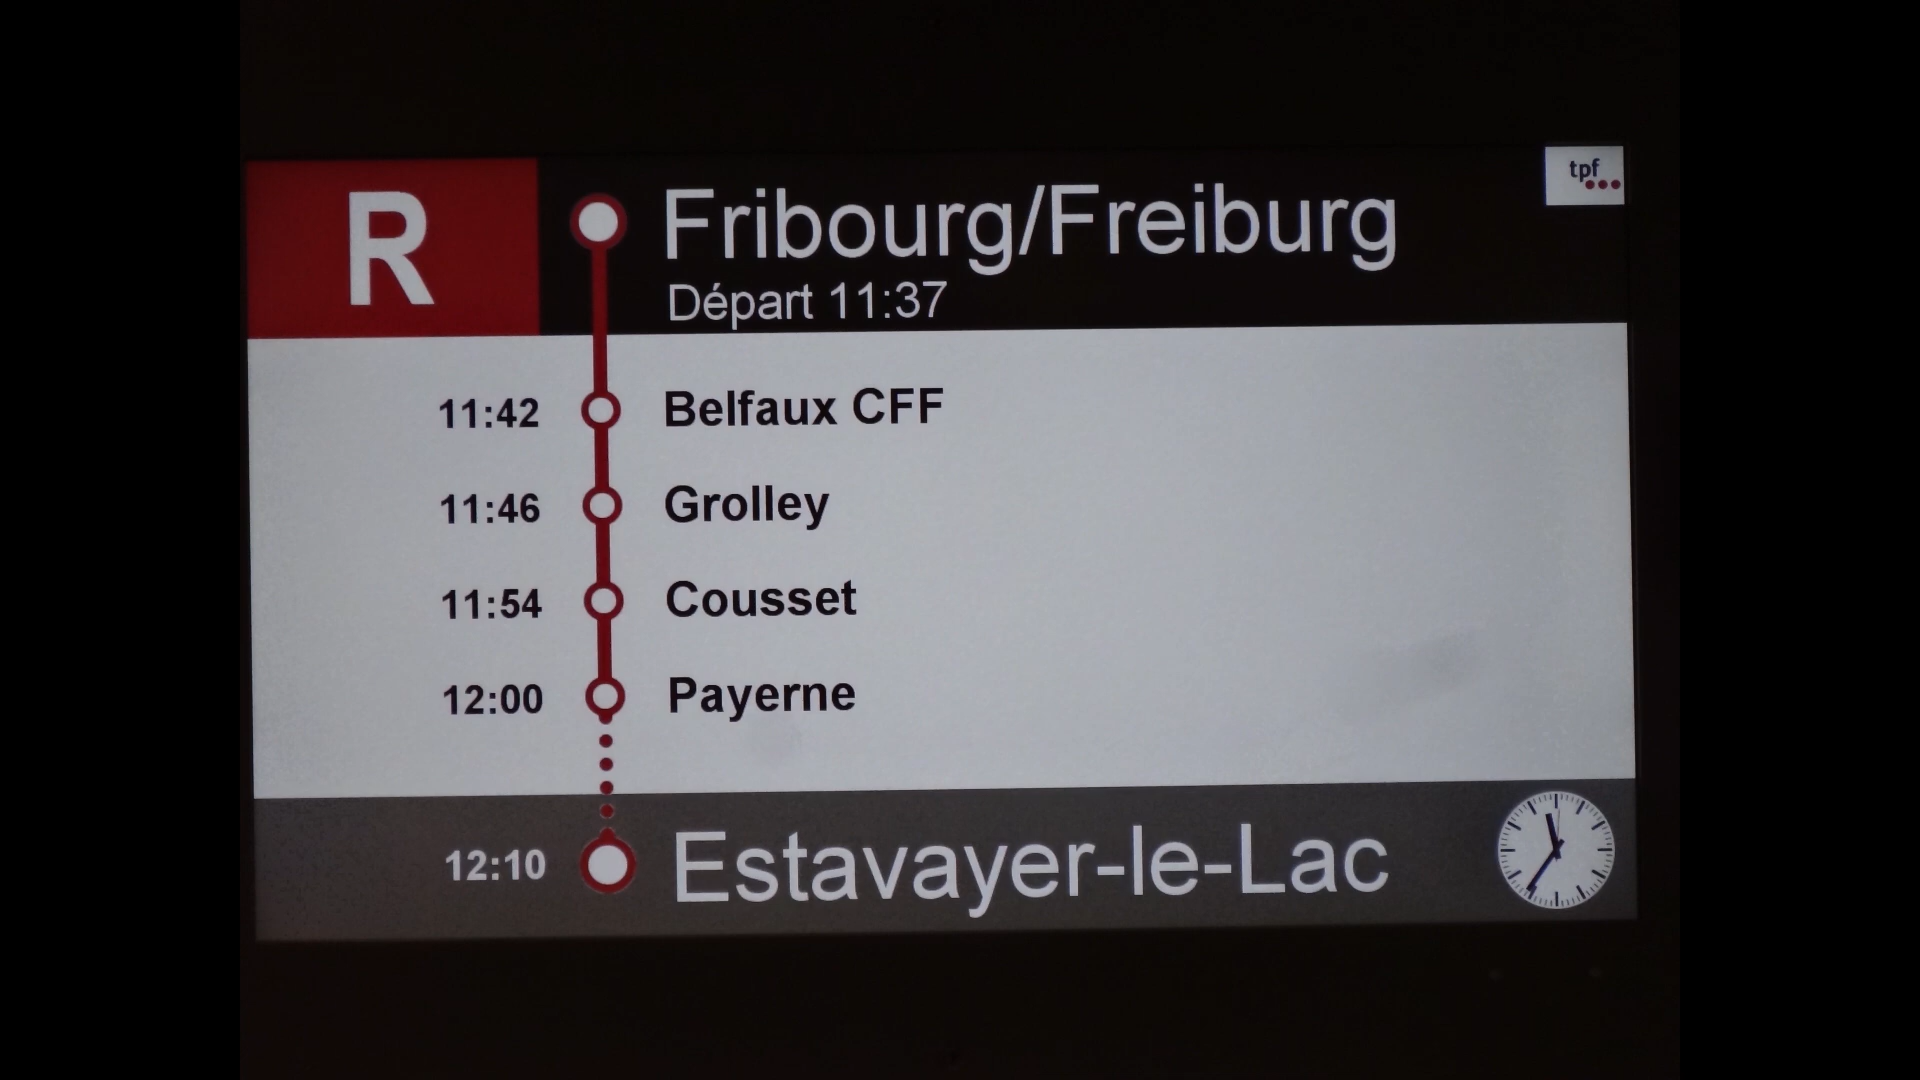 R
Fribourg/Freiburg
tpf
Départ 11:37
11:42 Belfaux CFF
11:46 Grolley
11:54 Cousset
12:00 Payerne
12:10 Estavayer-le-Lac